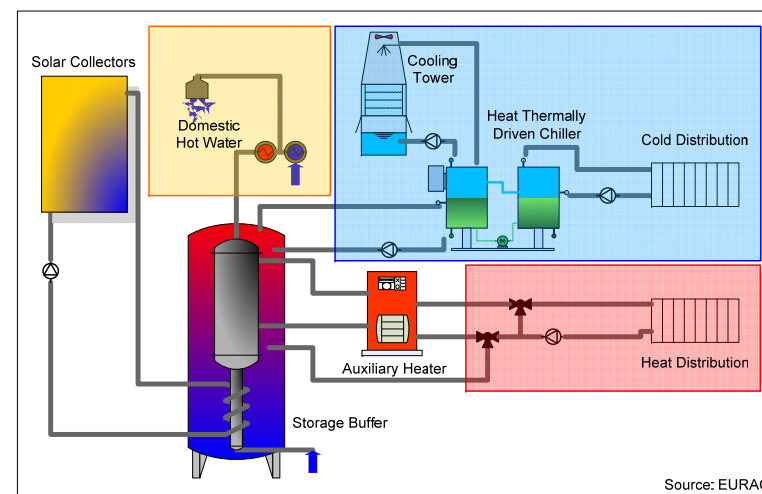 Solar Collectors
Domestic
Hot Water
Cooling
Tower
Heat Thermally
Driven Chiller
Cold Distribution
Auxiliary Heater
Heat Distribution
Storage Buffer
Source: EURAC